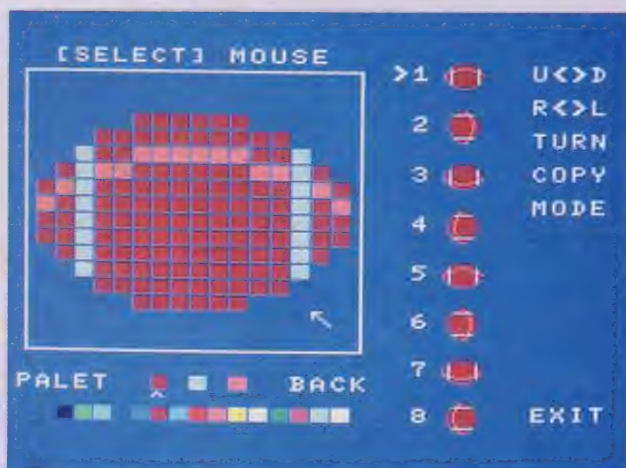 [SELECT] MOUSE
>1
2
3
4
5
6
7
8
U<>D
R<>L
TURN
COPY
MODE
EXIT
PALET
BACK
^